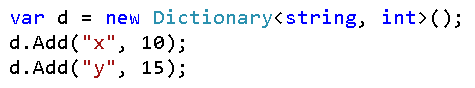 var d = new Dictionary<string, int>();
d.Add("x", 10);
d.Add("y", 15);